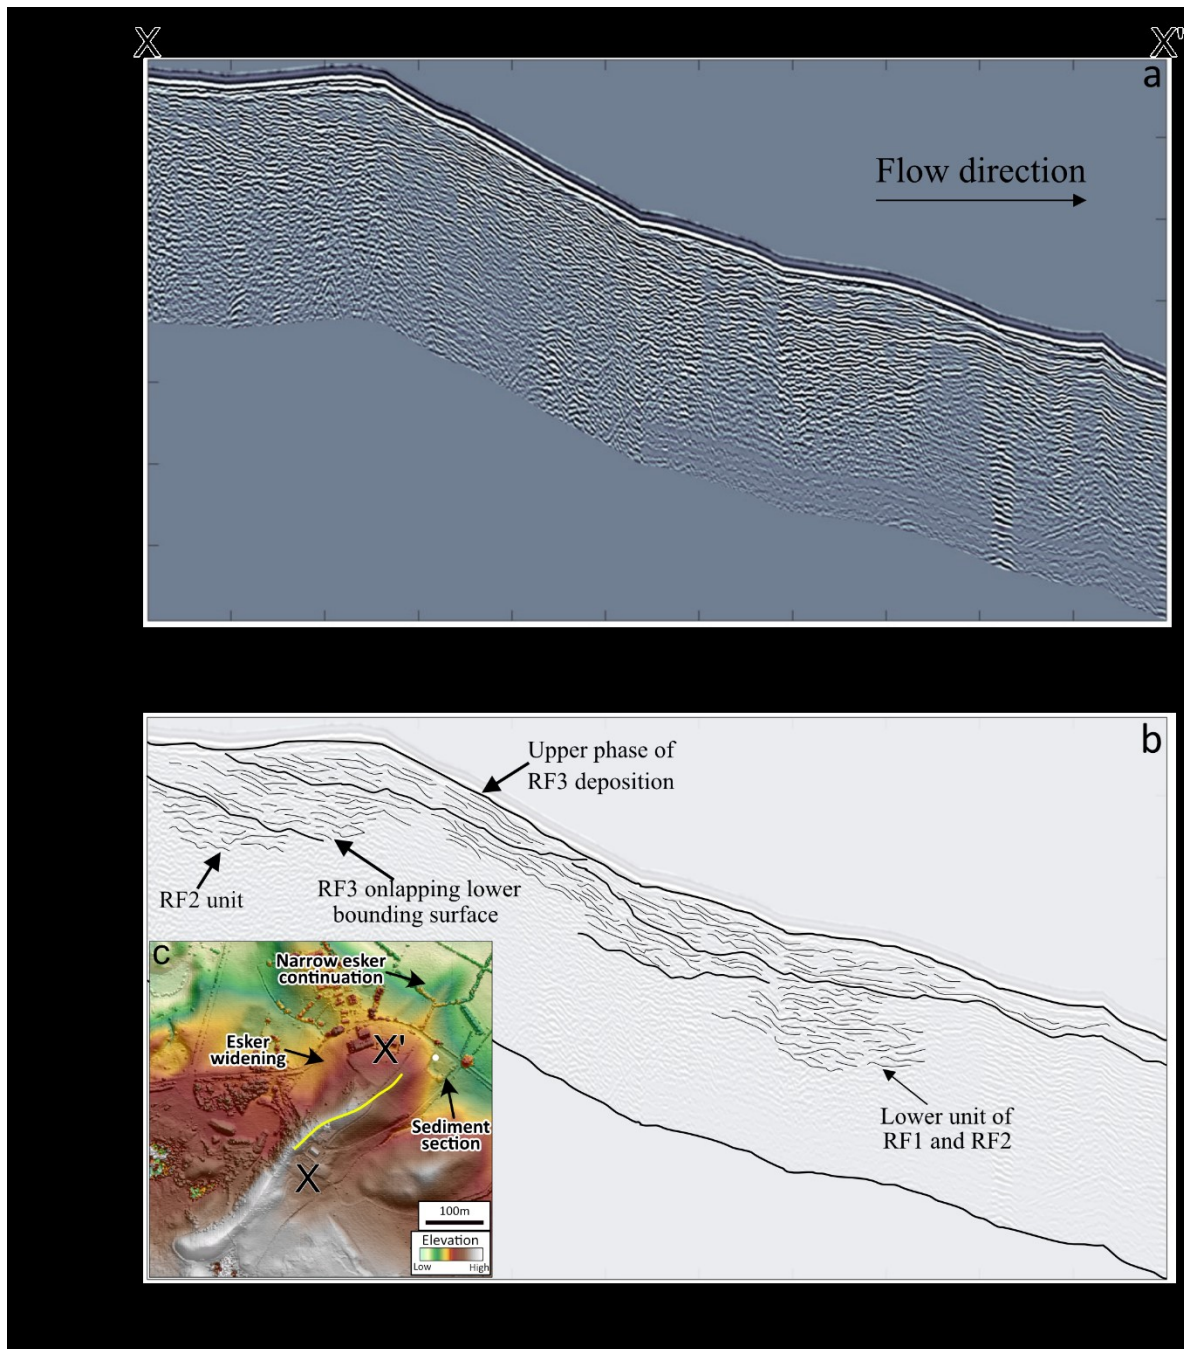 X
X'
a
Flow direction
b
Upper phase of
RF3 deposition
RF2 unit
RF3 onlapping lower
bounding surface
c
Narrow esker
continuation
Esker
widening
X'
Sediment
section
X
100m
Elevation
Low
High
Lower unit of
RF1 and RF2